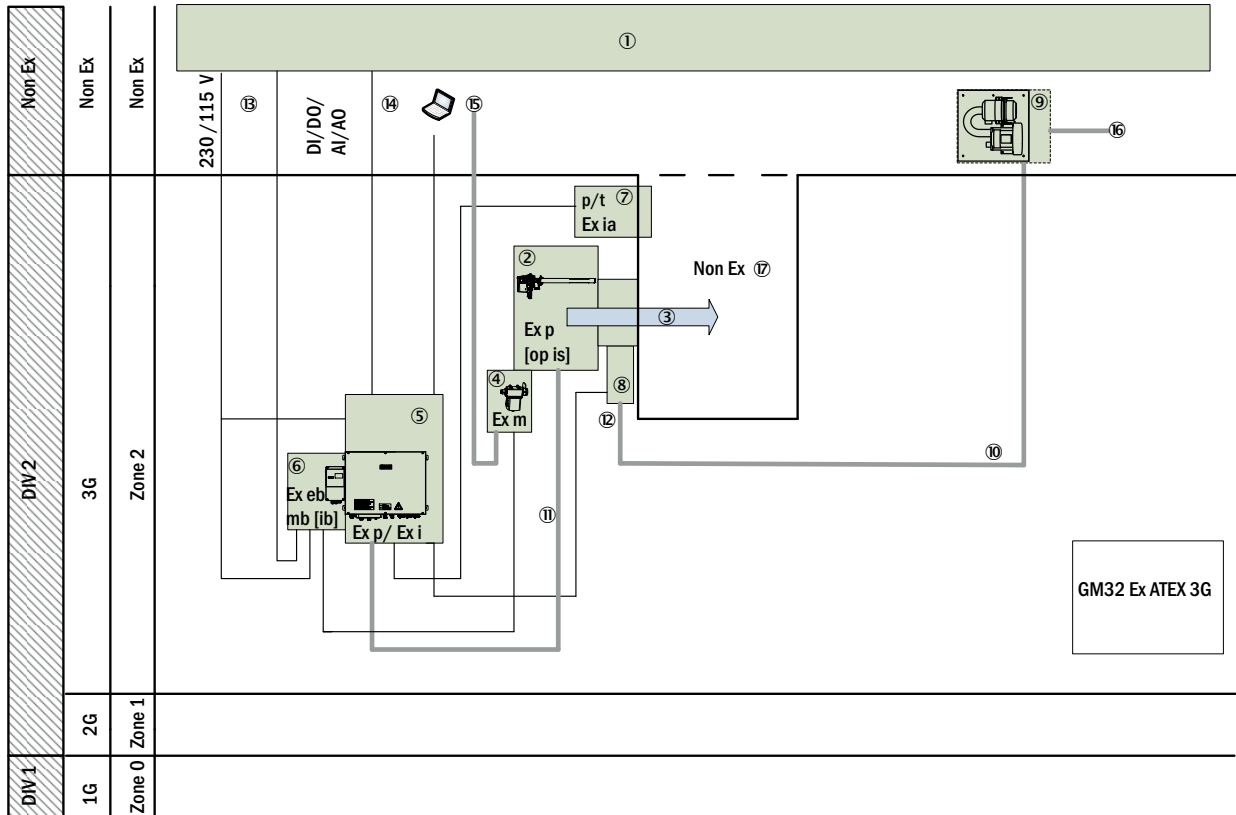 ①
Non Ex
Non Ex
Non Ex
230 / 115 V
⑬
DI/DO/
AI/AO
⑭
⑮
⑨
⑯
p/t ⑦
Ex ia
②
Ex p
[op is]
③
Non Ex ⑰
④
Ex m
⑧
⑫
⑩
⑤
⑥
Ex eb
mb [ib]
Ex p/ Ex i
⑪
DIV 2
3G
Zone 2
GM32 Ex ATEX 3G
2G
Zone 1
DIV 1
1G
Zone 0